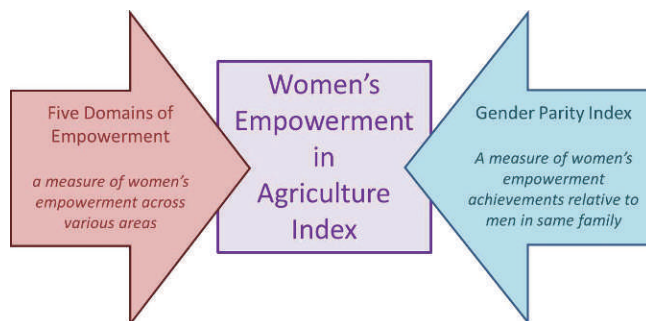 Five Domains of
Empowerment
a measure of women's
empowerment across
various areas
Women's
Empowerment
in
Agriculture
Index
Gender Parity Index
A measure of women's
empowerment
achievements relative to
men in same family